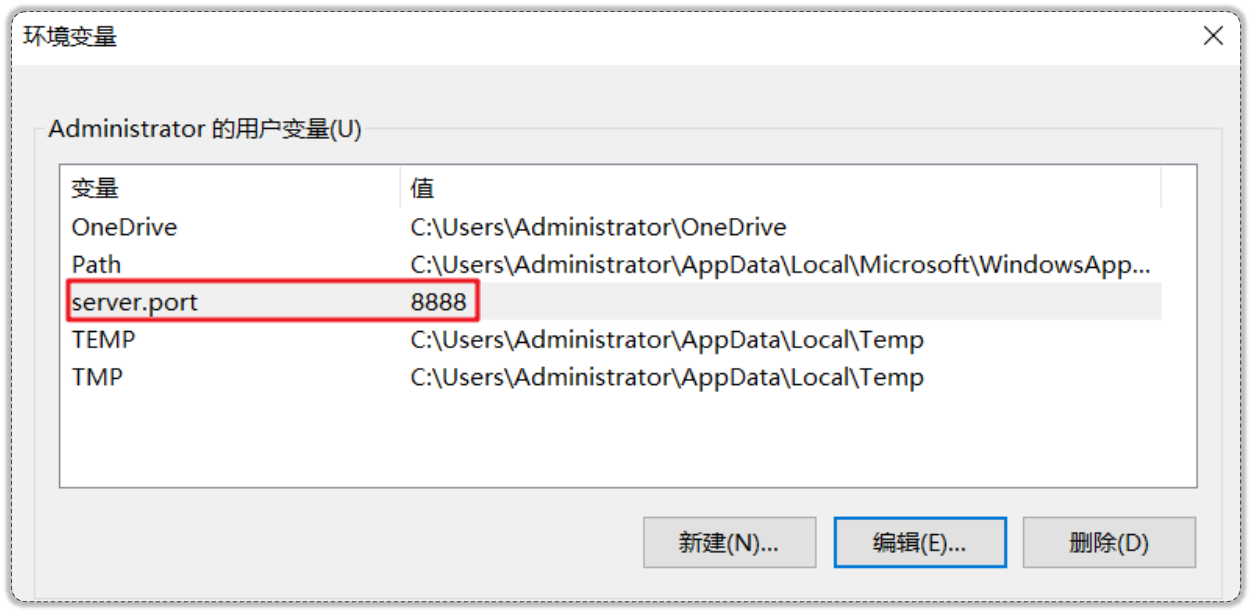 环境变量
Administrator 的用户变量(U)
变量 值
OneDrive C:\Users\Administrator\OneDrive
Path C:\Users\Administrator\AppData\Local\Microsoft\WindowsApp...
server.port 8888
TEMP C:\Users\Administrator\AppData\Local\Temp
TMP C:\Users\Administrator\AppData\Local\Temp
新建(N)... 编辑(E)... 删除(D)